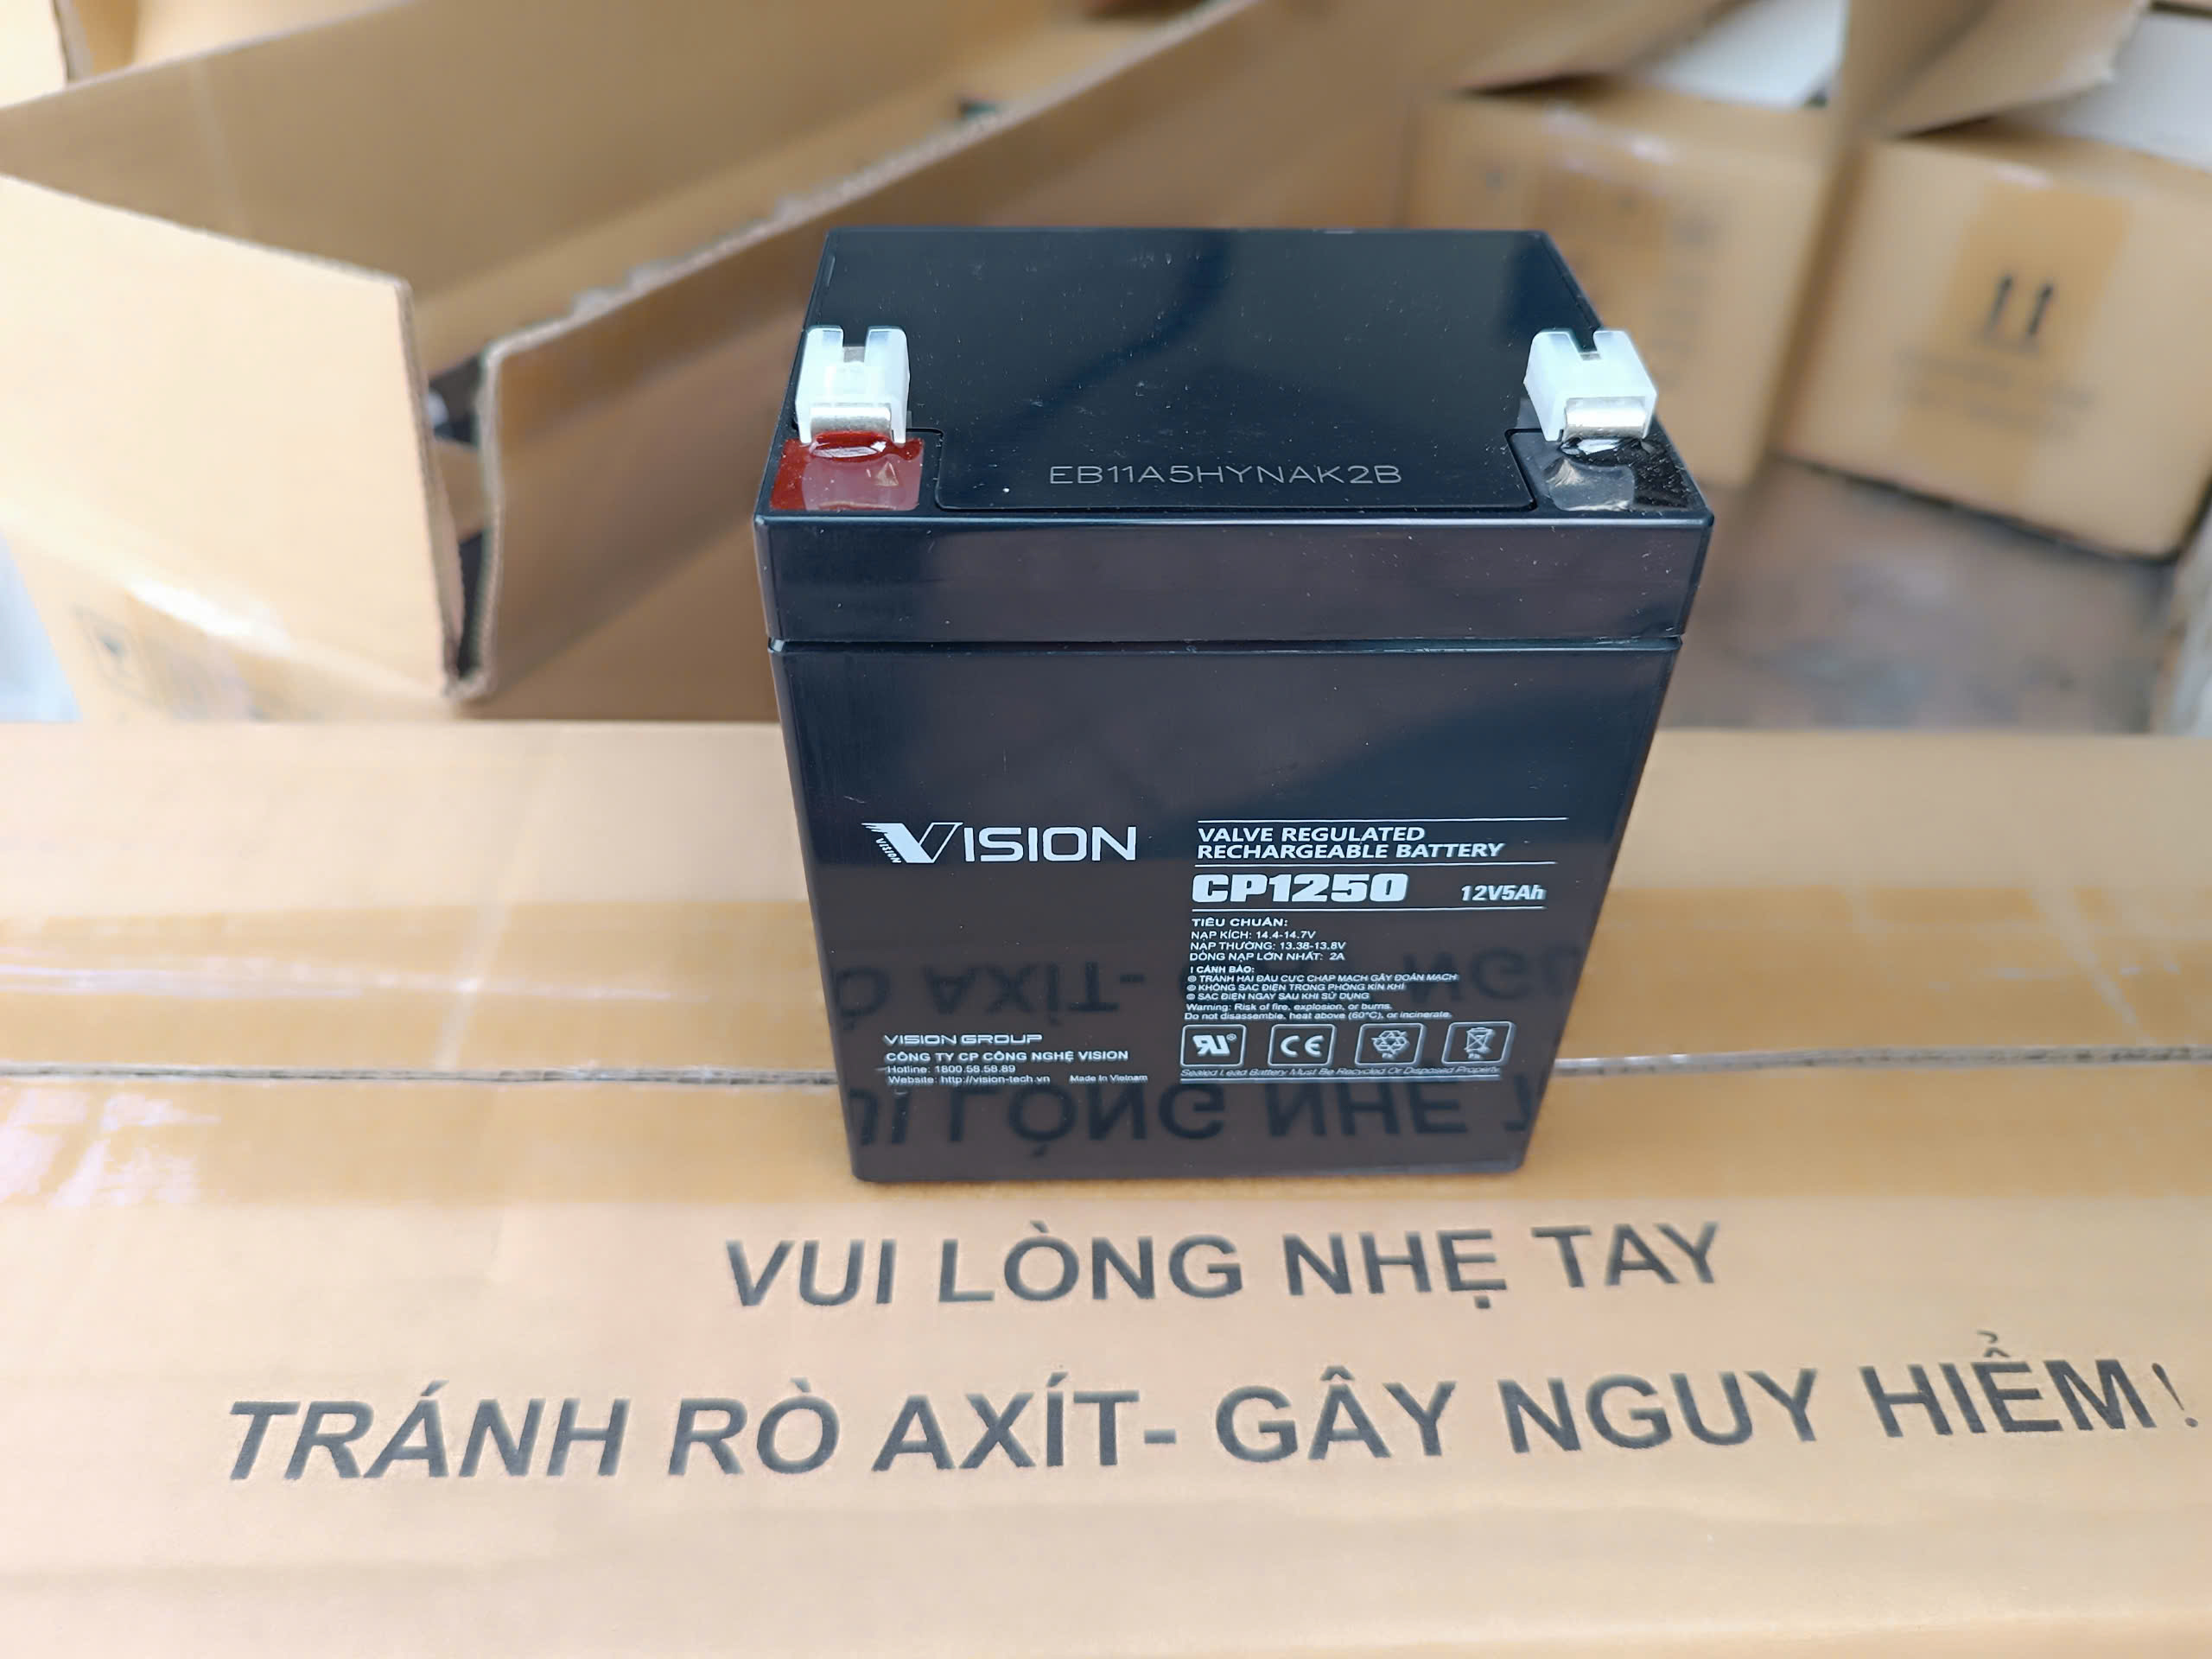 EB11A5HYNAK2B
VISION
VISION
VALVE REGULATED
RECHARGEABLE BATTERY
CP1250 12V5Ah
TIÊU CHUẨN:
NẠP KÍCH: 14.4-14.7V
NẠP THƯỜNG: 13.38-13.8V
DÒNG NẠP LỚN NHẤT: 2A
! CẢNH BÁO:
⊙ TRÁNH HAI ĐẦU CỰC CHẬP MẠCH GÂY ĐOẢN MẠCH
⊙ KHÔNG SẠC ĐIỆN TRONG PHÒNG KÍN KHÍ
⊙ SẠC ĐIỆN NGAY SAU KHI SỬ DỤNG
Warning: Risk of fire, explosion, or burns.
Do not disassemble, heat above (60°C), or incinerate.
CE
Pb Pb
Sealed Lead Battery Must Be Recycled Or Disposed Properly
VISION GROUP
CÔNG TY CP CÔNG NGHỆ VISION
Hotline: 1800.58.58.89
Website: http://vision-tech.vn Made in Vietnam
VUI LÒNG NHẸ TAY
TRÁNH RÒ AXÍT- GÂY NGUY HIỂM!